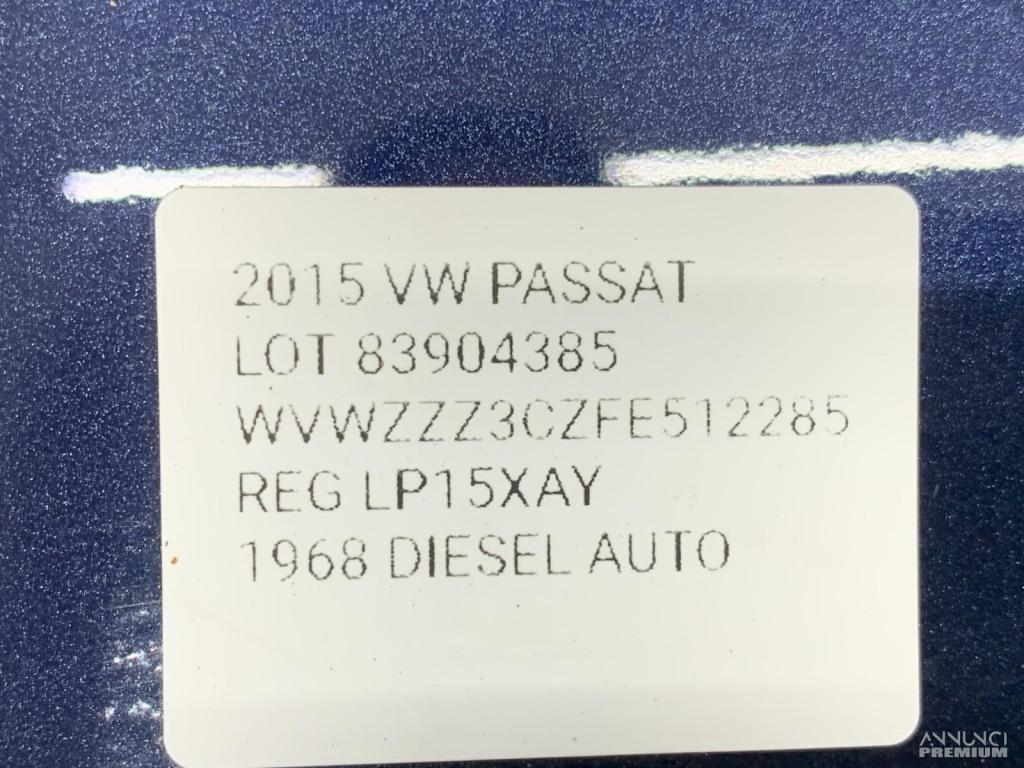 2015 VW PASSAT
LOT 83904385
WVWZZZ3CZFE512285
REG LP15XAY
1968 DIESEL AUTO
ANNUNCI
PREMIUM